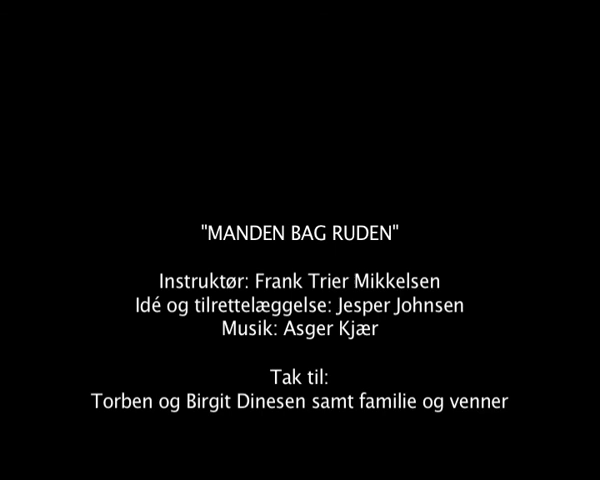 "MANDEN BAG RUDEN"
Instruktør: Frank Trier Mikkelsen
Idé og tilrettelæggelse: Jesper Johnsen
Musik: Asger Kjær
Tak til:
Torben og Birgit Dinesen samt familie og venner